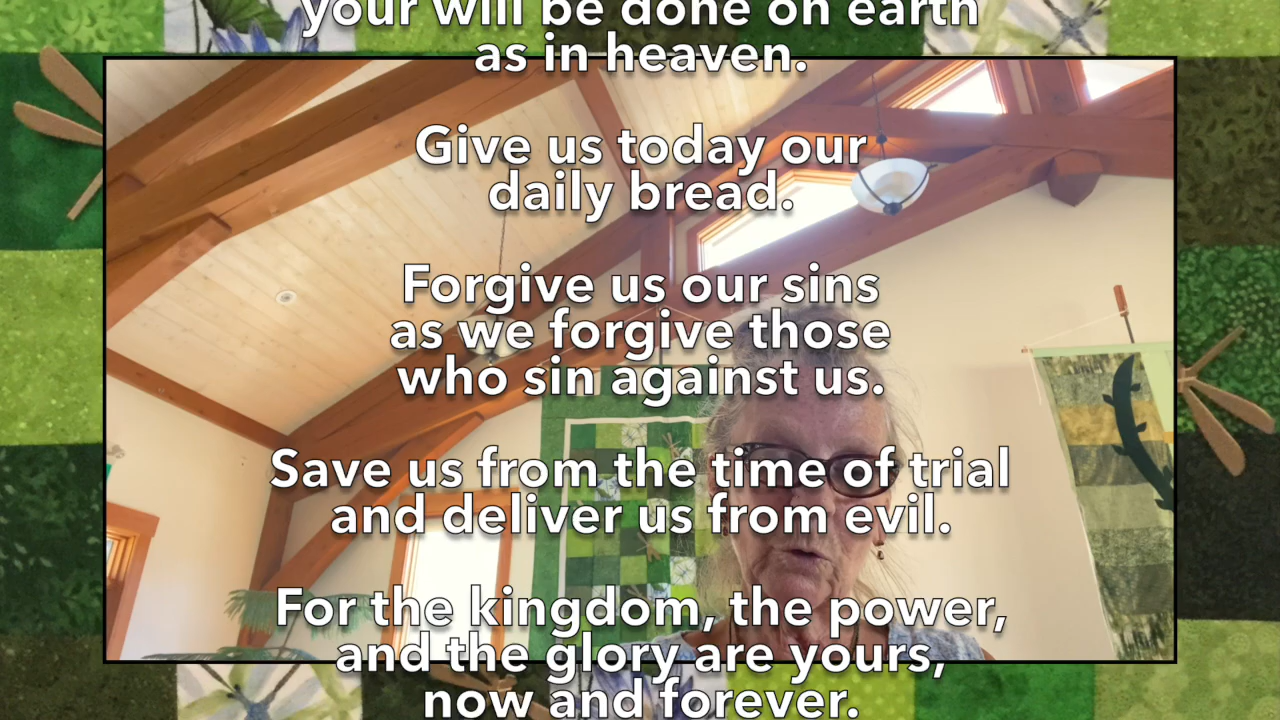 your will be done on earth
as in heaven.
Give us today our
daily bread.
Forgive us our sins
as we forgive those
who sin against us.
Save us from the time of trial
and deliver us from evil.
For the kingdom, the power,
and the glory are yours,
now and forever.